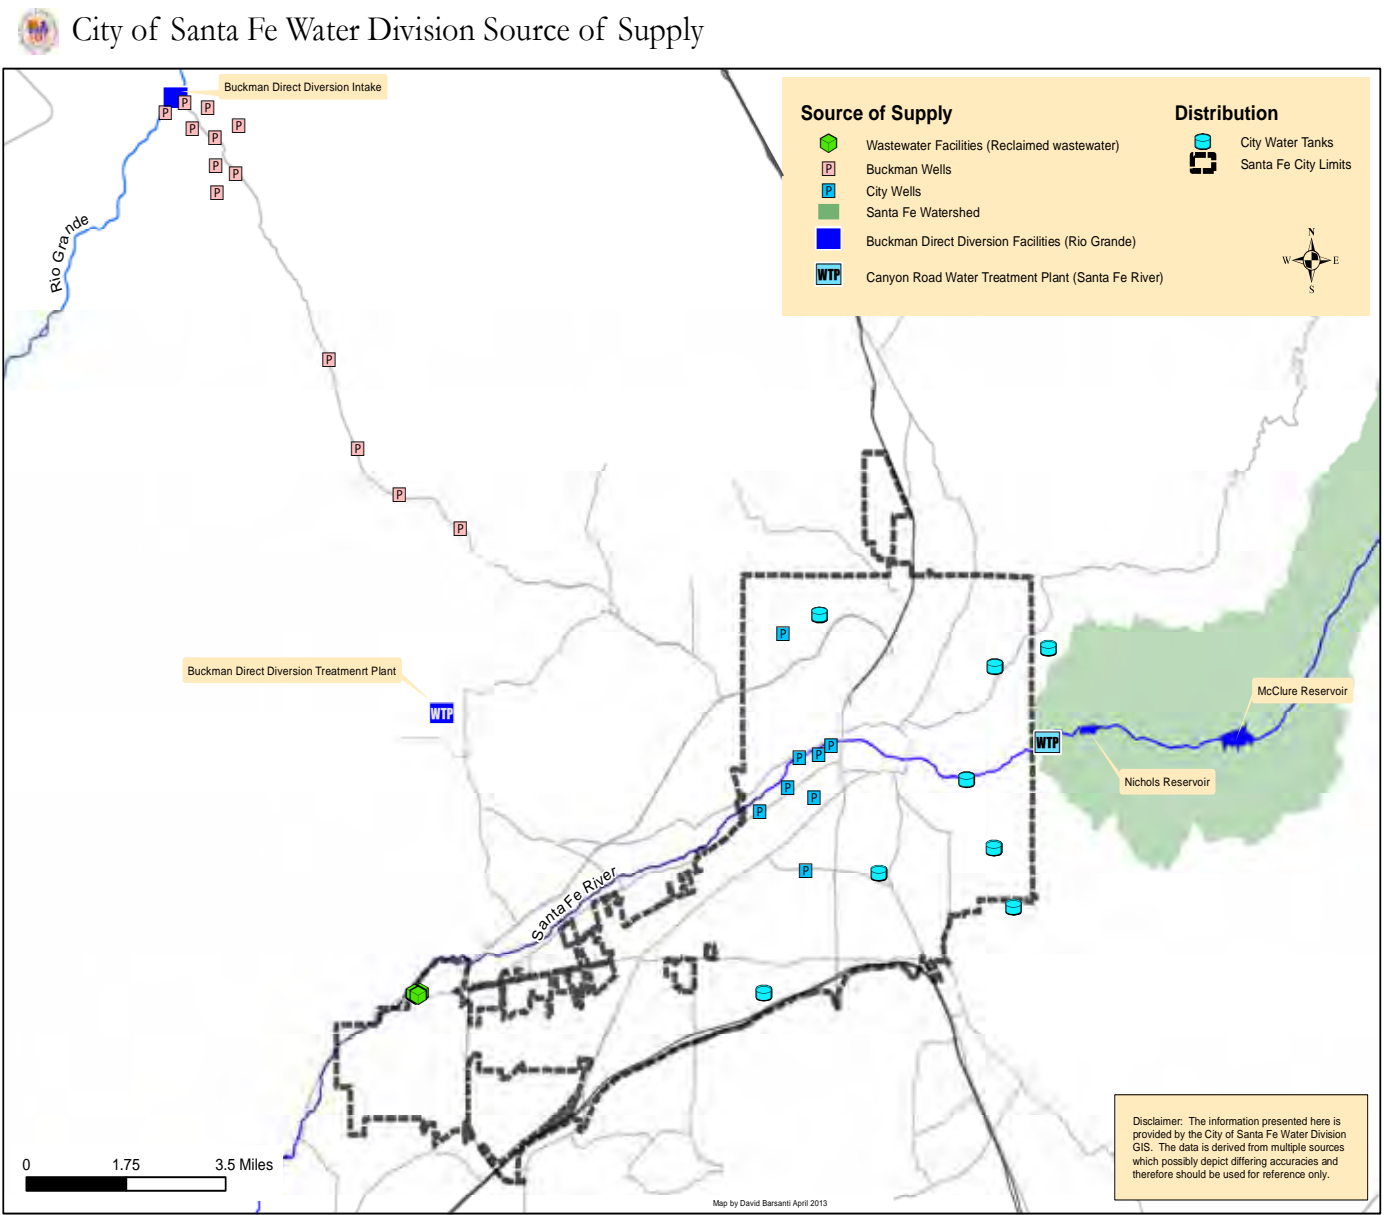 City of Santa Fe Water Division Source of Supply
Buckman Direct Diversion Intake
Source of Supply
Distribution
Wastewater Facilities (Reclaimed wastewater)
City Water Tanks
P Buckman Wells
Santa Fe City Limits
P City Wells
Santa Fe Watershed
Buckman Direct Diversion Facilities (Rio Grande)
WTP Canyon Road Water Treatment Plant (Santa Fe River)
N
W E
S
P
P
P
P
P
P
P
P
P
Rio Grande
P
P
P
P
P
Buckman Direct Diversion Treatmenrt Plant
WTP
McClure Reservoir
WTP
Nichols Reservoir
P
P
P
P
P
P
P
Santa Fe River
0 1.75 3.5 Miles
Disclaimer: The information presented here is
provided by the City of Santa Fe Water Division
GIS. The data is derived from multiple sources
which possibly depict differing accuracies and
therefore should be used for reference only.
Map by David Barsanti April 2013